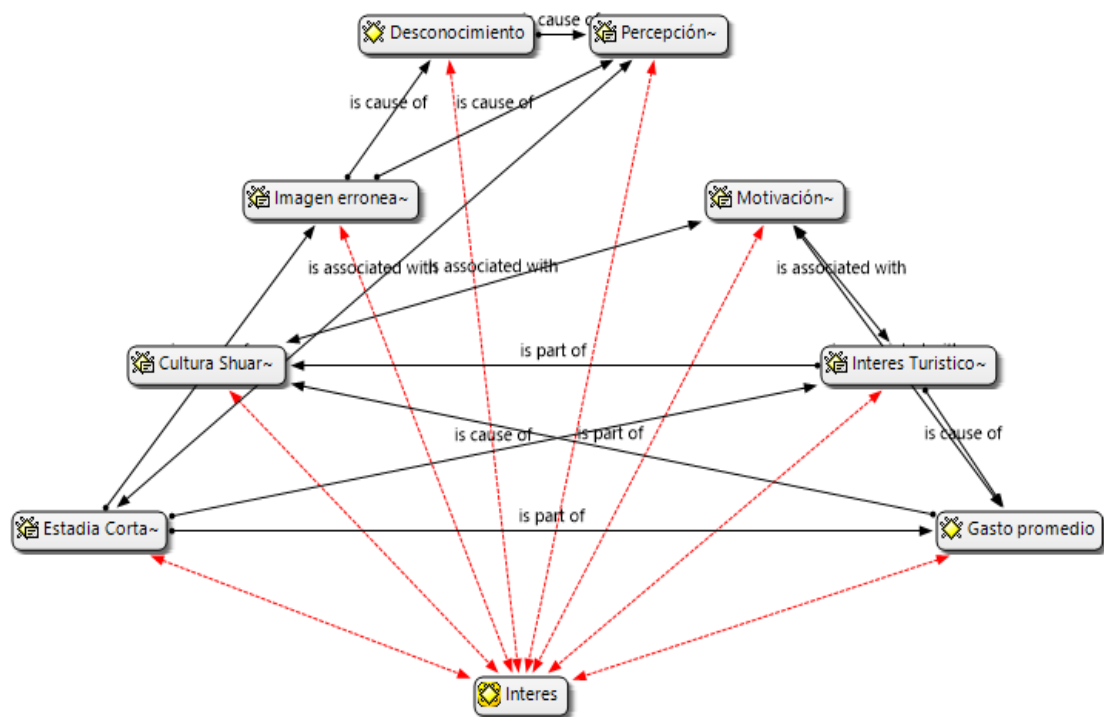 is cause of
Desconocimiento
Percepción~
is cause of
is cause of
Imagen erronea~
Motivación~
is associated with
is associated with
is associated with
Cultura Shuar~
is part of
Interes Turistico~
is cause of
is part of
is cause of
Estadia Corta~
is part of
Gasto promedio
Interes